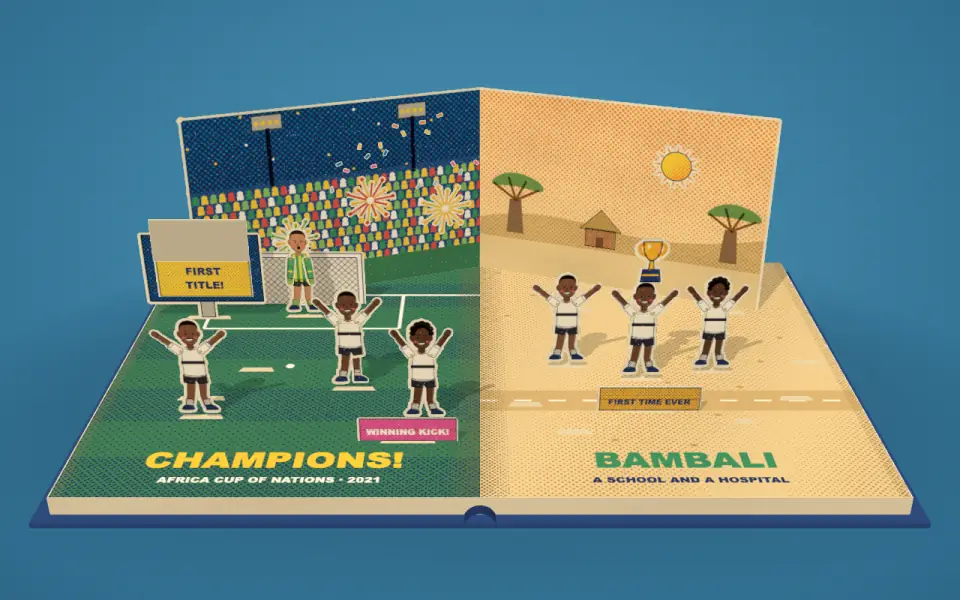 FIRST
TITLE!
WINNING KICK!
CHAMPIONS!
AFRICA CUP OF NATIONS · 2021
FIRST TIME EVER
BAMBALI
A SCHOOL AND A HOSPITAL